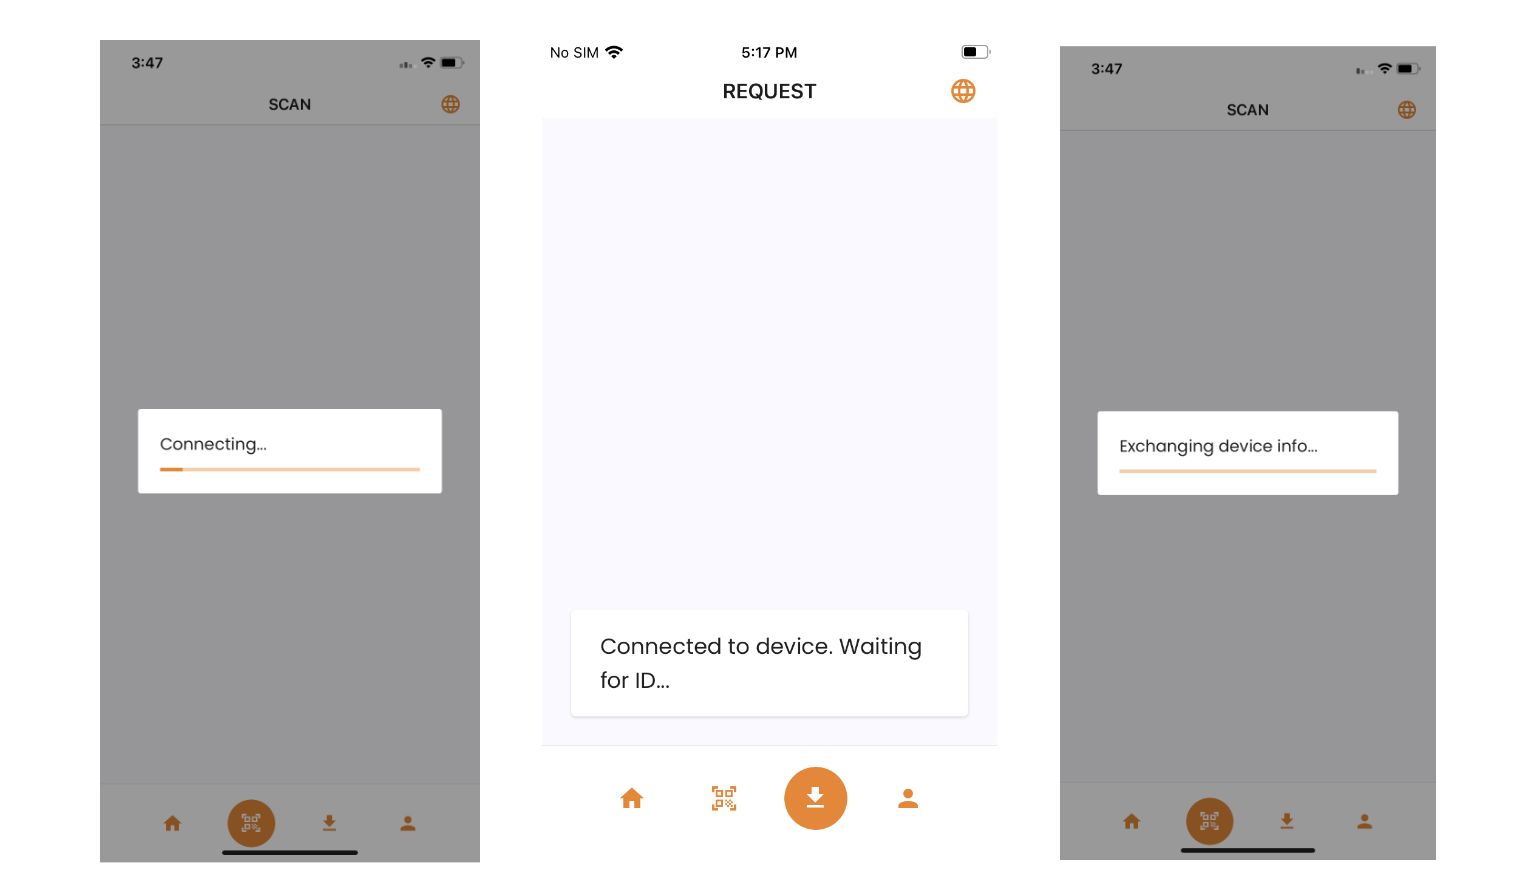 3:47
SCAN
Connecting...
No SIM
5:17 PM
REQUEST
Connected to device. Waiting
for ID...
3:47
SCAN
Exchanging device info...